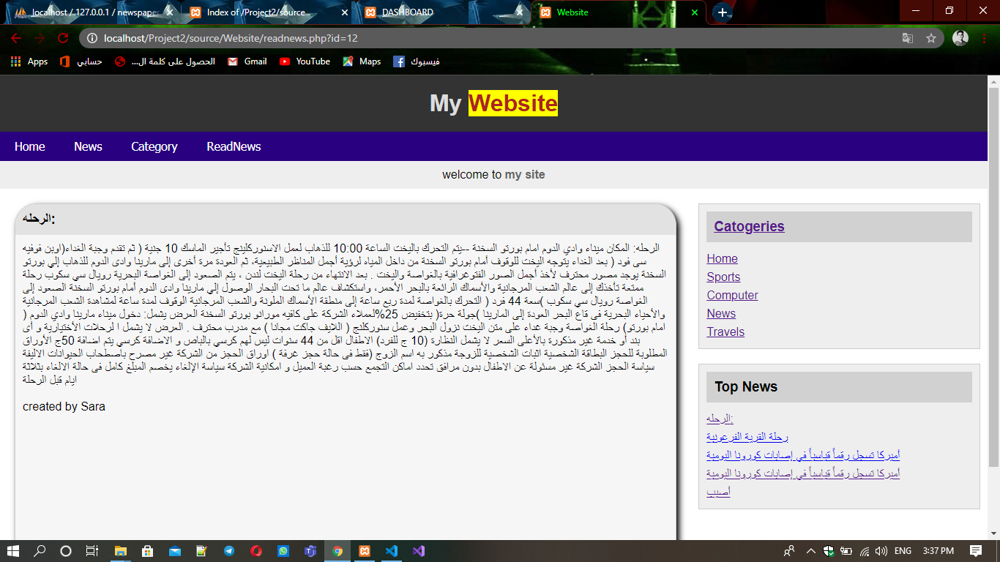 localhost / 127.0.0.1 / newspape
Index of /Project2/source
DASHBOARD
Website
localhost/Project2/source/Website/readnews.php?id=12
Apps
حسابي
الحصول على كلمة ال...
Gmail
YouTube
Maps
فيسبوك
My Website
Home
News
Category
ReadNews
welcome to my site
الرحله:
الرحله: المكان ميناء وادي الدوم امام بورتو السخنة --يتم التحرك باليخت الساعة 10:00 للذهاب لعمل الاسنوركلينج تأجير الماسك 10 جنية ( ثم تقدم وجبة الغداء(اوبن فوفيه
سى فود ( بعد الغداء يتوجه اليخت للوقوف أمام بورتو السخنة من داخل المياه لرؤية أجمل المناظر الطبيعية، ثم العودة مرة أخرى إلى مارينا وادى الدوم للذهاب إلى بورتو
السخنة يوجد مصور محترف لأخذ أجمل الصور الفتوغرافية بالغواصة واليخت . بعد الانتهاء من رحلة اليخت لندن ، يتم الصعود إلى الغواصة البحرية رويال سي سكوب رحلة
ممتعة تأخذك إلى عالم الشعب المرجانية والأسماك الرائعة بالبحر الأحمر، واستكشاف عالم ما تحت البحار الوصول إلي مارينا وادى الدوم أمام بورتو السخنة الصعود إلى
الغواصة رويال سي سكوب )سعة 44 فرد ( التحرك بالغواصة لمدة ربع ساعة إلى منطقة الأسماك الملونة والشعب المرجانية الوقوف لمدة ساعة لمشاهدة الشعب المرجانية
والأحياء البحرية فى قاع البحر العودة إلى المارينا )جولة حرة( بتخفيض 25%لعملاء الشركة على كافيه مورانو بورتو السخنة العرض يشمل: دخول ميناء مارينا وادي الدوم (
امام بورتو) رحلة الغواصة وجبة غداء على متن اليخت نزول البحر وعمل سنوركلنج ( اللايف جاكت مجانا ) مع مدرب محترف . العرض لا يشمل ا لرحلات الأختيارية و أى
بند أو خدمة غير مذكورة بالأعلى السعر لا يشمل النظارة (10 ج للفرد) الاطفال اقل من 44 سنوات ليس لهم كرسي بالباص و الاضافة كرسي يتم اضافة 50ج الأوراق
المطلوبة للحجز البطاقة الشخصية اثبات الشخصية للزوجة مذكور به اسم الزوج (فقط فى حالة حجز غرفة ) اوراق الحجز من الشركة غير مصرح باصطحاب الحيوانات الاليفة
سياسة الحجز الشركة غير مسئولة عن الاطفال بدون مرافق تحدد اماكن التجمع حسب رغبة العميل و امكانية الشركة سياسة الإلغاء يخصم المبلغ كامل فى حالة الالغاء بثلاثة
ايام قبل الرحلة
created by Sara
Catogeries
Home
Sports
Computer
News
Travels
Top News
الرحله:
رحلة القرية الفرعونية
أميركا تسجل رقماً قياسياً في إصابات كورونا اليومية
أميركا تسجل رقماً قياسياً في إصابات كورونا اليومية
أصيب
ENG
3:37 PM